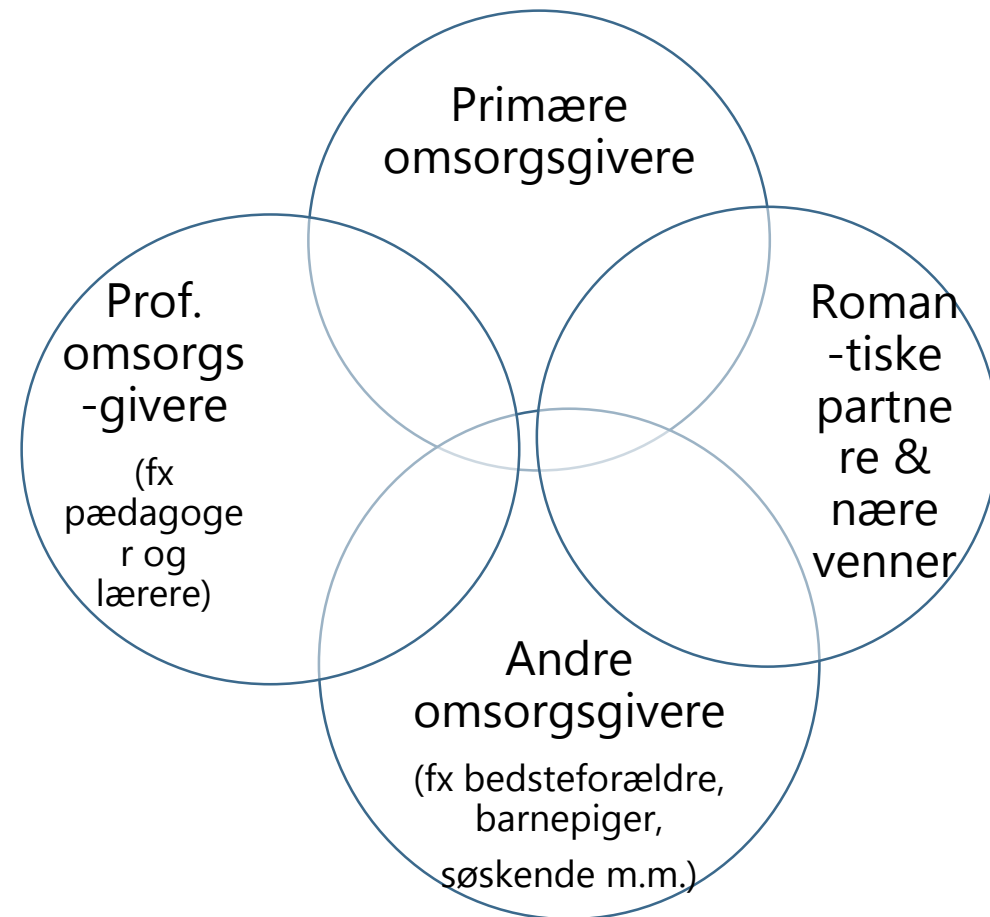 Primære
omsorgsgivere
Prof.
omsorgs
-givere
(fx
pædagoge
r og
lærere)
Roman
-tiske
partne
re &
nære
venner
Andre
omsorgsgivere
(fx bedsteforældre,
barnepiger,
søskende m.m.)